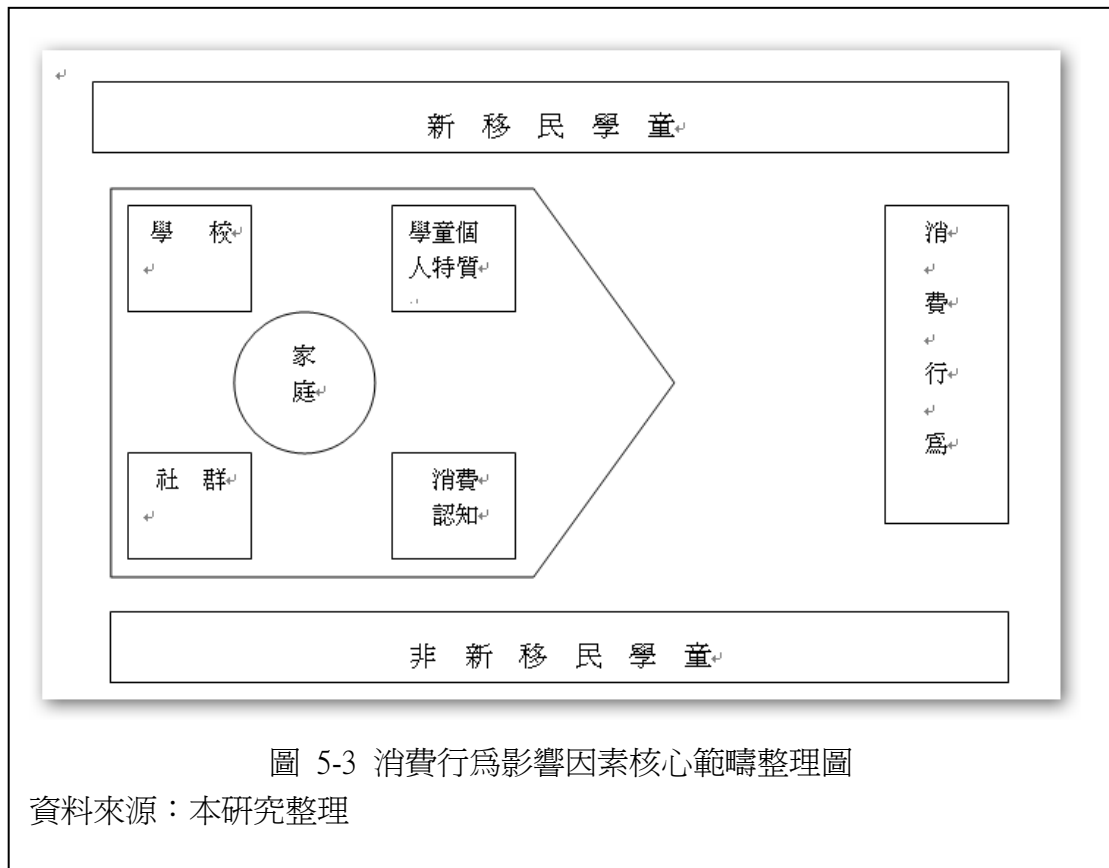 新 移 民 學 童
學 校
學童個
人特質
家
庭
社 群
消費
認知
消
費
行
為
非 新 移 民 學 童
圖 5-3 消費行為影響因素核心範疇整理圖
資料來源：本研究整理